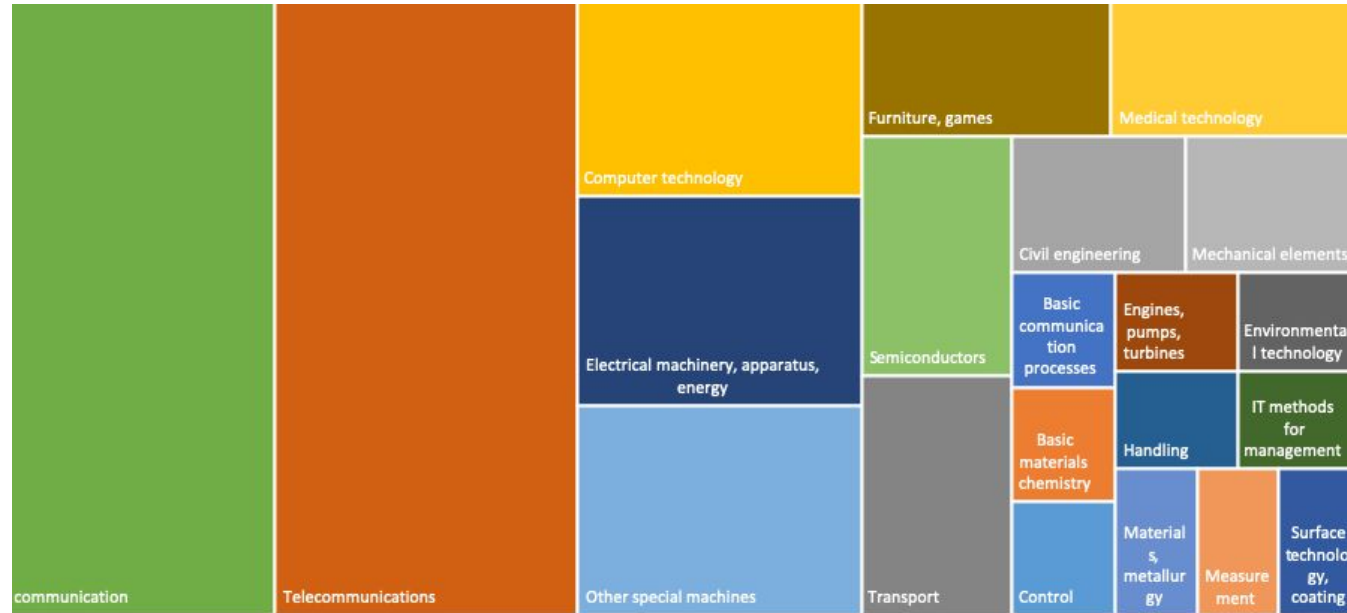 communication
Telecommunications
Computer technology
Electrical machinery, apparatus,
energy
Other special machines
Furniture, games
Medical technology
Semiconductors
Transport
Civil engineering
Mechanical elements
Basic
communica
tion
processes
Engines,
pumps,
turbines
Environmenta
l technology
Basic
materials
chemistry
Handling
IT methods
for
management
Control
Material
s,
metallur
gy
Measure
ment
Surface
technolo
gy,
coating